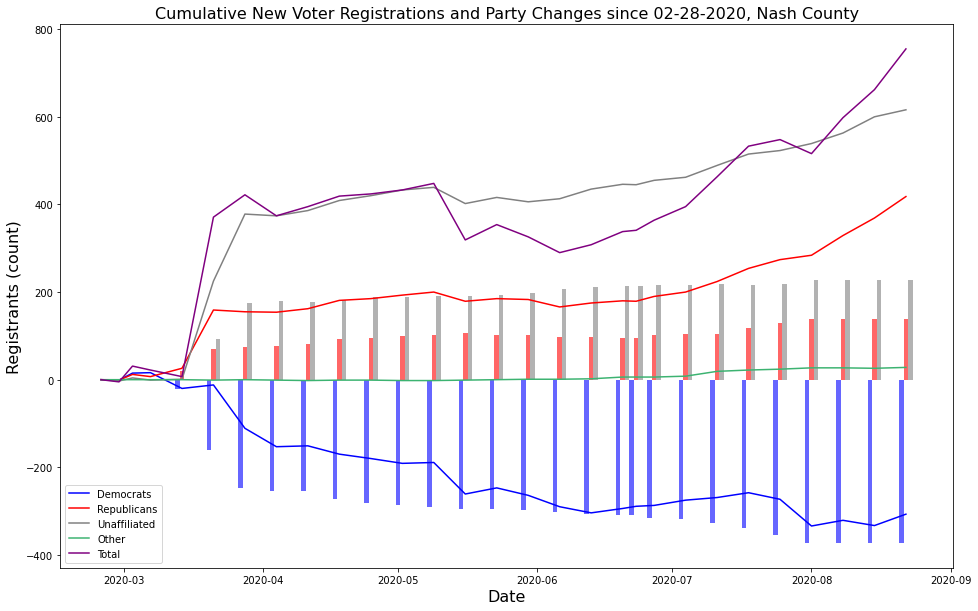 Cumulative New Voter Registrations and Party Changes since 02-28-2020, Nash County
800
600
400
200
0
−200
−400
Registrants (count)
Democrats
Republicans
Unaffiliated
Other
Total
2020-03
2020-04
2020-05
2020-06
2020-07
2020-08
2020-09
Date